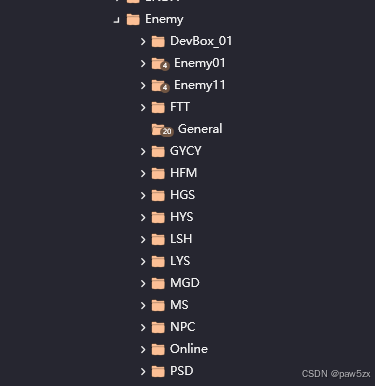 Enemy
DevBox_01
4 Enemy01
4 Enemy11
FTT
20 General
GYCY
HFM
HGS
HYS
LSH
LYS
MGD
MS
NPC
Online
PSD
CSDN @paw5zx